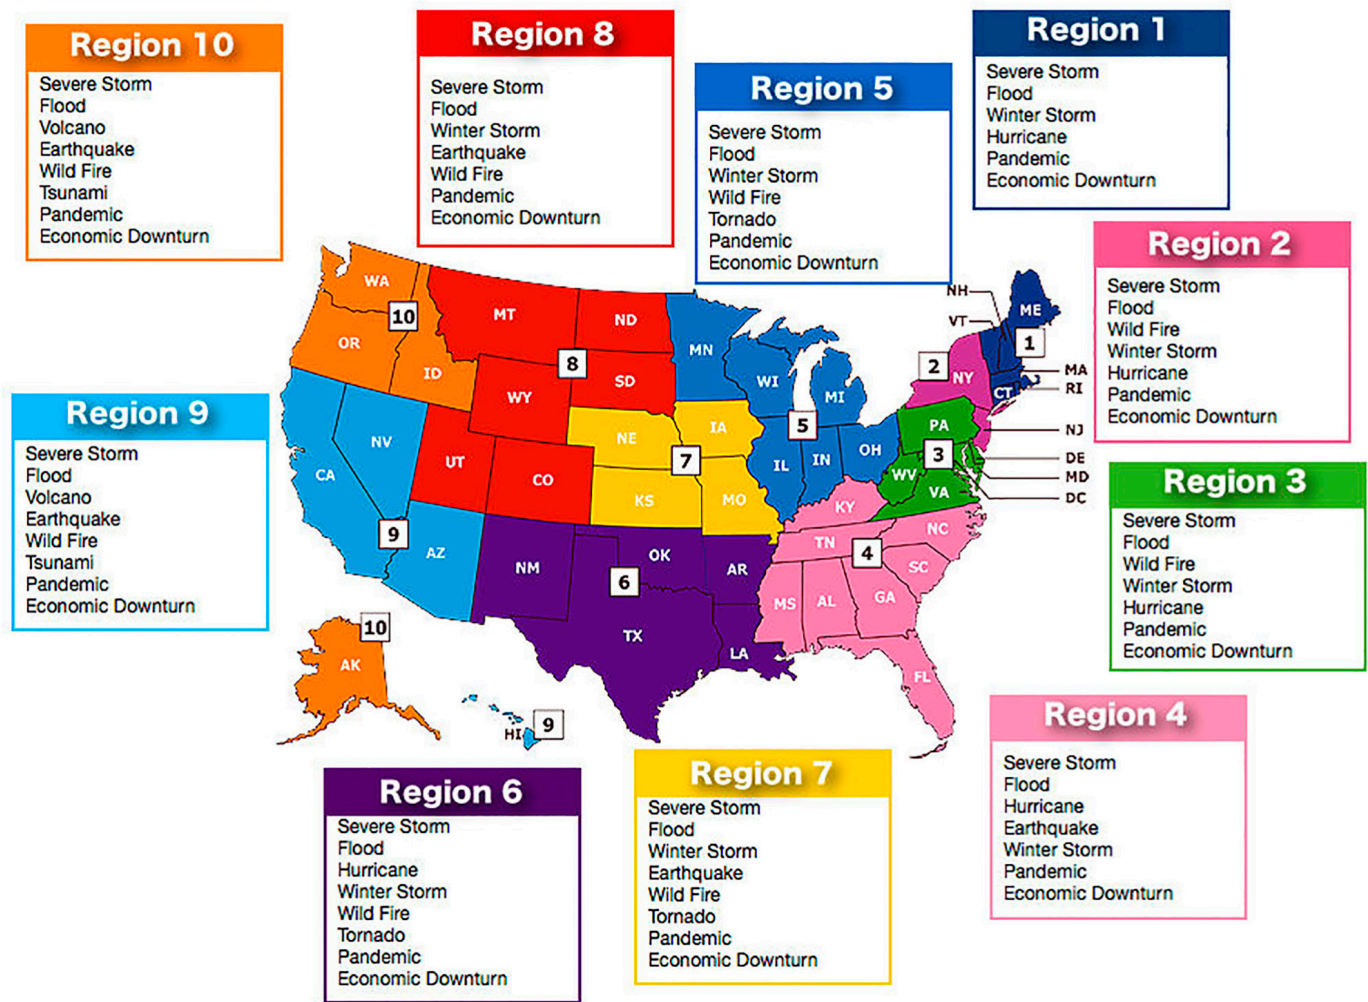 Region 10
Severe Storm
Flood
Volcano
Earthquake
Wild Fire
Tsunami
Pandemic
Economic Downturn
Region 8
Severe Storm
Flood
Winter Storm
Earthquake
Wild Fire
Pandemic
Economic Downturn
Region 5
Severe Storm
Flood
Winter Storm
Wild Fire
Tornado
Pandemic
Economic Downturn
Region 1
Severe Storm
Flood
Winter Storm
Hurricane
Pandemic
Economic Downturn
Region 2
Severe Storm
Flood
Wild Fire
Winter Storm
Hurricane
Pandemic
Economic Downturn
Region 9
Severe Storm
Flood
Volcano
Earthquake
Wild Fire
Tsunami
Pandemic
Economic Downturn
Region 3
Severe Storm
Flood
Wild Fire
Winter Storm
Hurricane
Pandemic
Economic Downturn
Region 4
Severe Storm
Flood
Hurricane
Earthquake
Winter Storm
Pandemic
Economic Downturn
Region 6
Severe Storm
Flood
Hurricane
Winter Storm
Wild Fire
Tornado
Pandemic
Economic Downturn
Region 7
Severe Storm
Flood
Winter Storm
Earthquake
Wild Fire
Tornado
Pandemic
Economic Downturn
WA
10
OR
ID
MT
ND
8
SD
WY
UT
CO
MN
WI
MI
5
IL
IN
OH
NH
VT
ME
1
MA
RI
CT
2
NY
NJ
PA
3
DE
MD
DC
WV
VA
NV
CA
9
AZ
NE
IA
7
KS
MO
KY
TN
4
NC
SC
MS
AL
GA
FL
NM
OK
AR
6
TX
LA
10
AK
HI
9